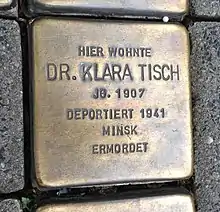 HIER WOHNTE
DR. KLARA TISCH
JG. 1907
DEPORTIERT 1941
MINSK
ERMORDET